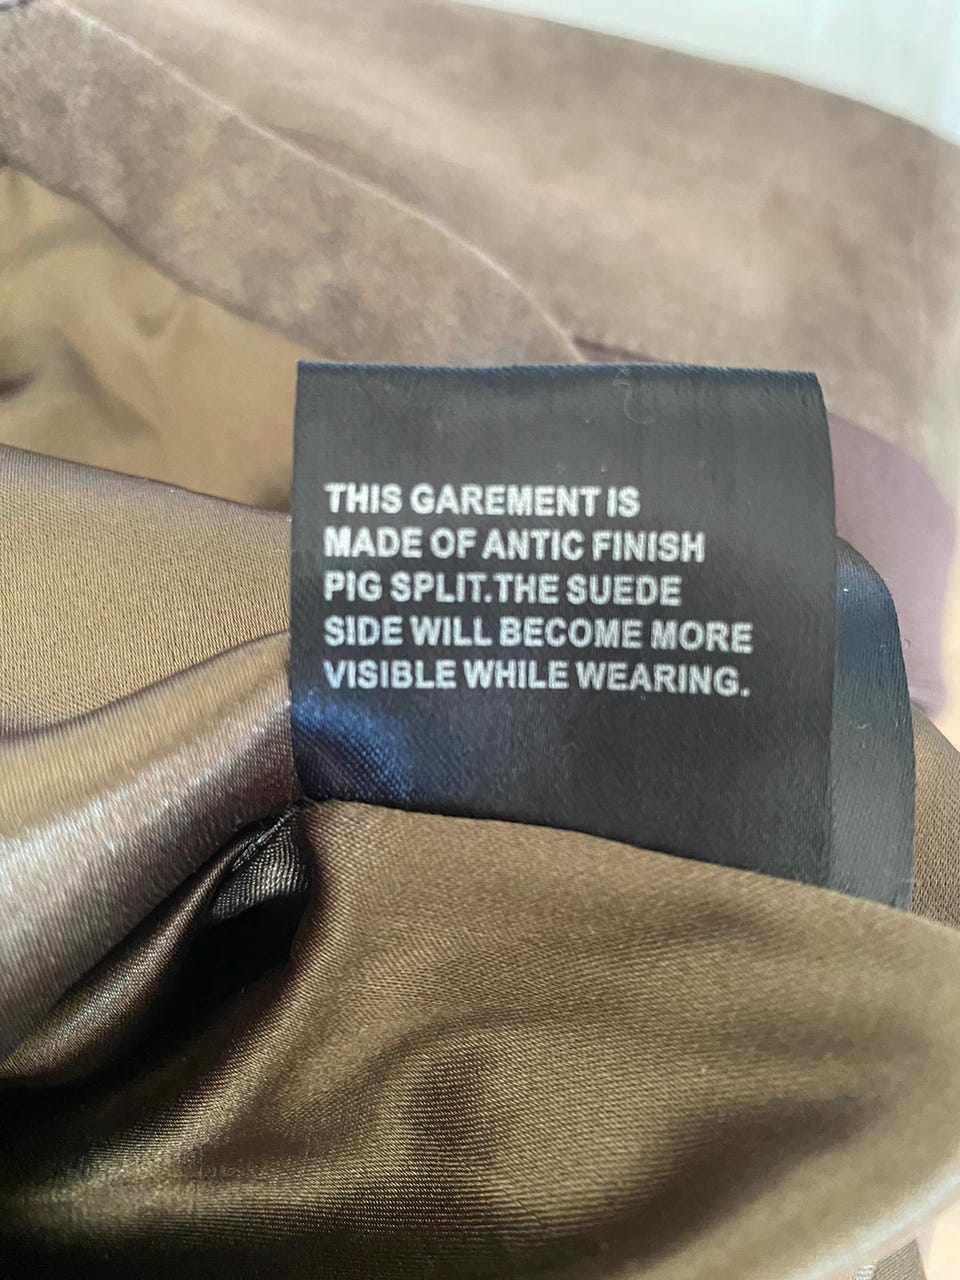 THIS GAREMENT IS
MADE OF ANTIC FINISH
PIG SPLIT.THE SUEDE
SIDE WILL BECOME MORE
VISIBLE WHILE WEARING.